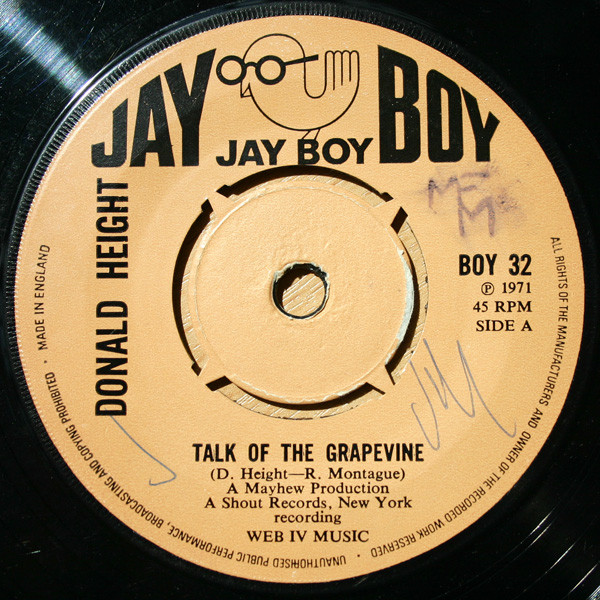 JAY BOY
JAY BOY
DONALD HEIGHT
MFM
BOY 32
℗ 1971
45 RPM
SIDE A
TALK OF THE GRAPEVINE
(D. Height—R. Montague)
A Mayhew Production
A Shout Records, New York
recording
WEB IV MUSIC
ALL RIGHTS OF THE MANUFACTURERS AND OWNER OF THE RECORDED WORK RESERVED · UNAUTHORISED PUBLIC PERFORMANCE, BROADCASTING AND COPYING PROHIBITED · MADE IN ENGLAND